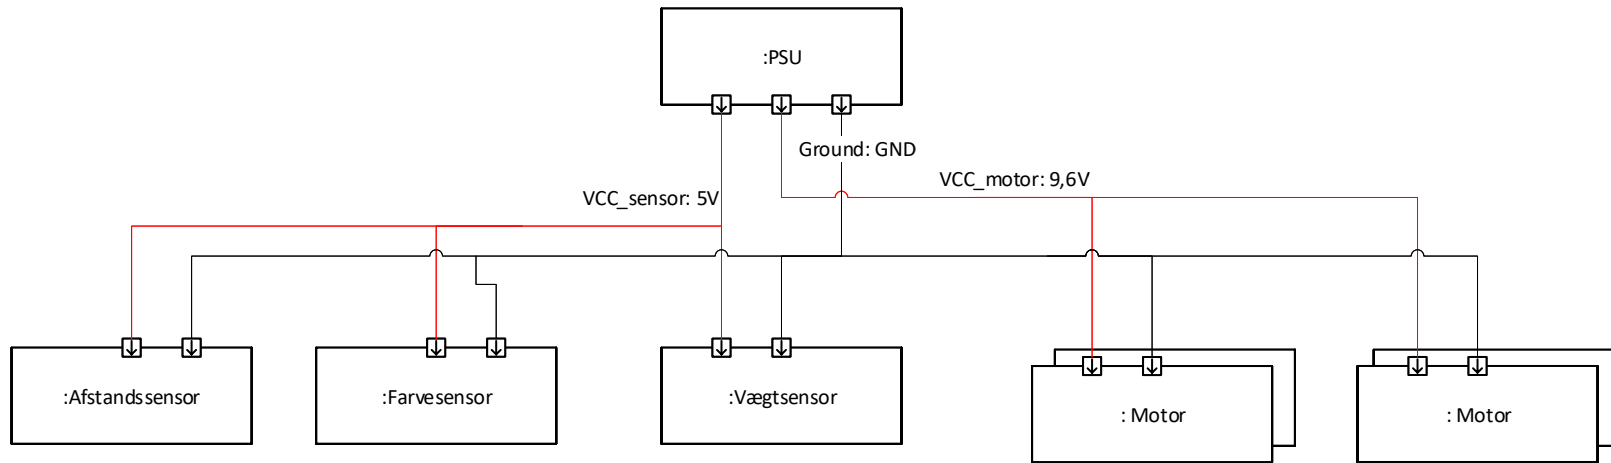 :PSU
Ground: GND
VCC_motor: 9,6V
VCC_sensor: 5V
:Afstandssensor
:Farvesensor
:Vægtsensor
: Motor
: Motor